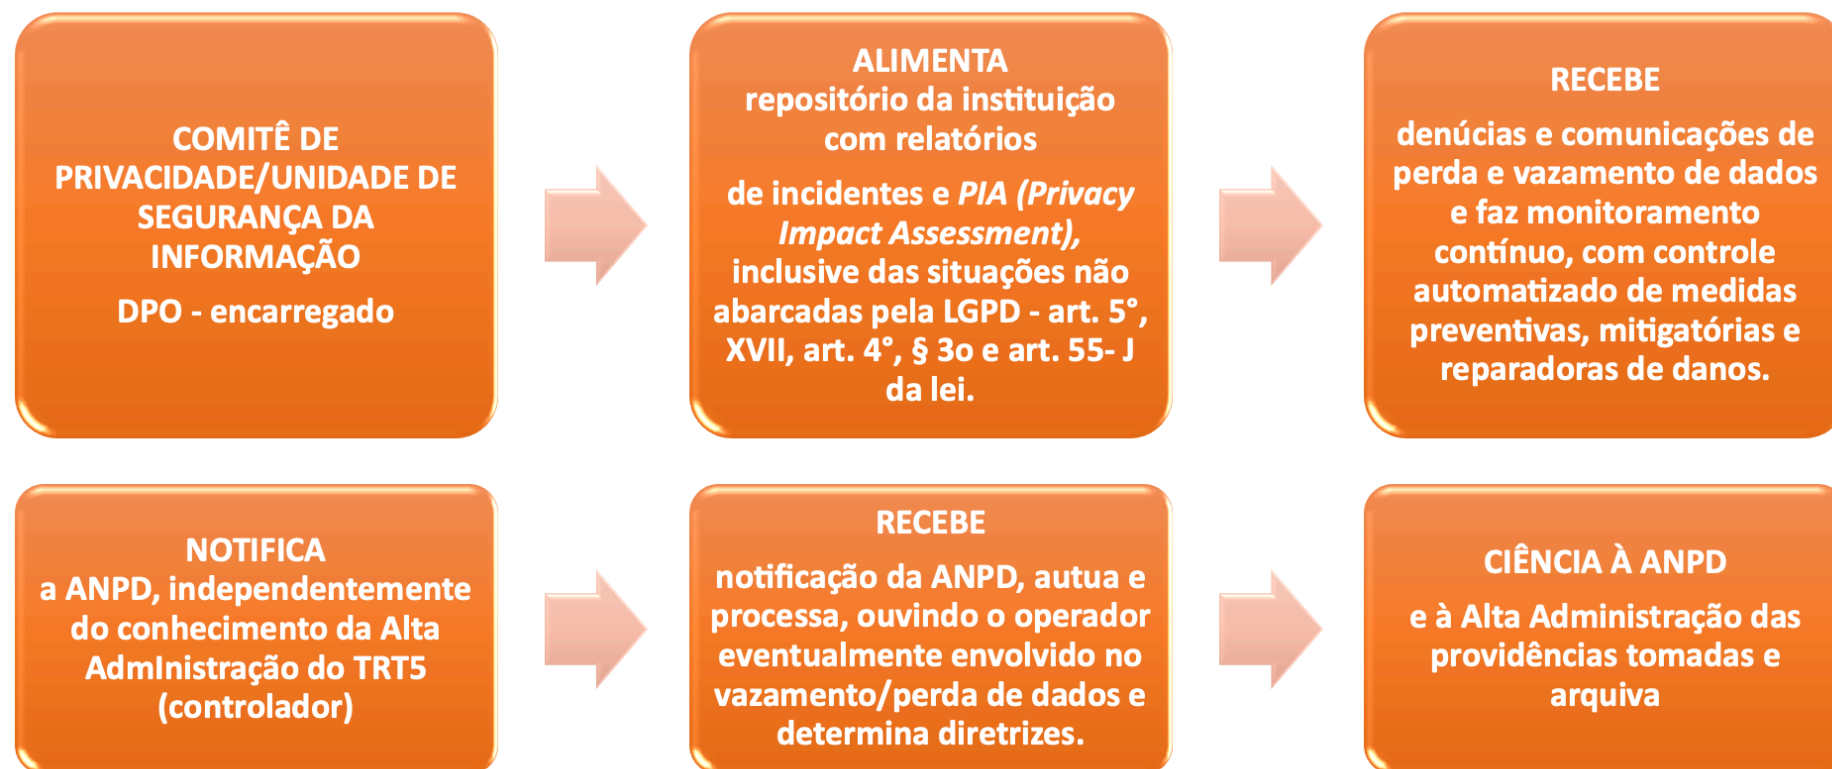 COMITÊ DE
PRIVACIDADE/UNIDADE DE
SEGURANÇA DA
INFORMAÇÃO
DPO - encarregado
ALIMENTA
repositório da instituição
com relatórios
de incidentes e PIA (Privacy
Impact Assessment),
inclusive das situações não
abarcadas pela LGPD - art. 5°,
XVII, art. 4°, § 3o e art. 55- J
da lei.
RECEBE
denúcias e comunicações de
perda e vazamento de dados
e faz monitoramento
contínuo, com controle
automatizado de medidas
preventivas, mitigatórias e
reparadoras de danos.
NOTIFICA
a ANPD, independentemente
do conhecimento da Alta
AdmInistração do TRT5
(controlador)
RECEBE
notificação da ANPD, autua e
processa, ouvindo o operador
eventualmente envolvido no
vazamento/perda de dados e
determina diretrizes.
CIÊNCIA À ANPD
e à Alta Administração das
providências tomadas e
arquiva